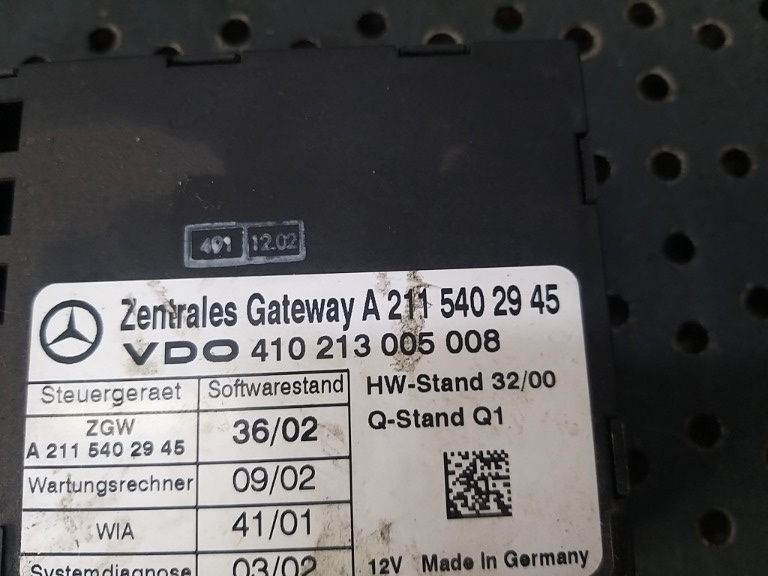 491 12.02
Zentrales Gateway A 211 540 29 45
VDO 410 213 005 008
Steuergeraet Softwarestand
HW-Stand 32/00
ZGW
A 211 540 29 45 36/02
Q-Stand Q1
Wartungsrechner 09/02
WIA 41/01
Systemdiagnose 03/02
12V Made In Germany